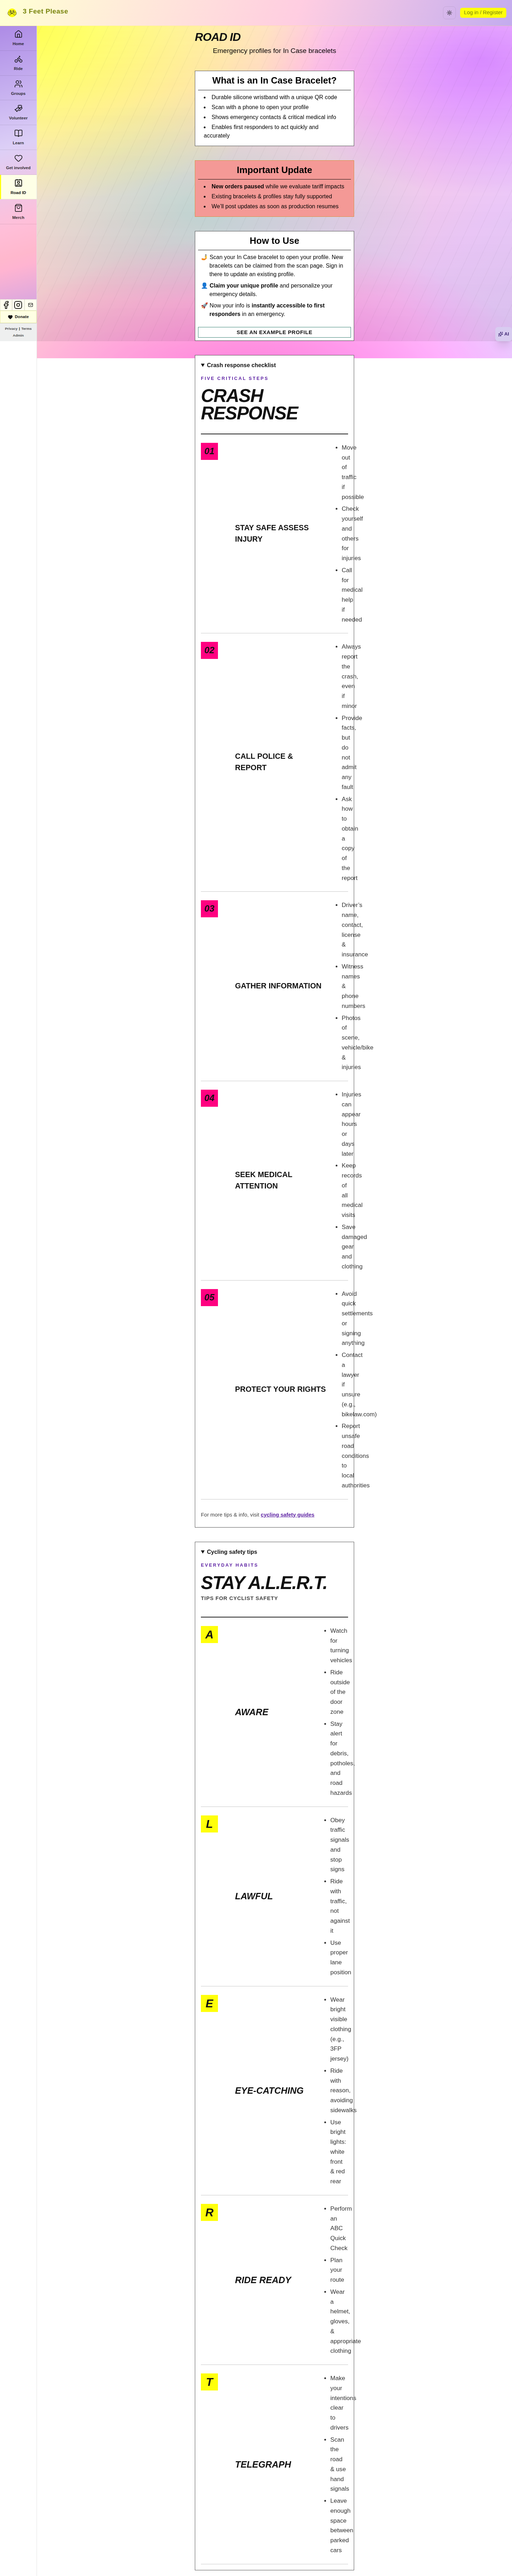 3 Feet Please
Log in / Register
Home
Ride
Groups
Volunteer
Learn
Get involved
Road ID
Merch
Donate
Privacy | Terms
Admin
AI
ROAD ID
Emergency profiles for In Case bracelets
What is an In Case Bracelet?
• Durable silicone wristband with a unique QR code
• Scan with a phone to open your profile
• Shows emergency contacts & critical medical info
• Enables first responders to act quickly and
accurately
Important Update
• New orders paused while we evaluate tariff impacts
• Existing bracelets & profiles stay fully supported
• We'll post updates as soon as production resumes
How to Use
🤳 Scan your In Case bracelet to open your profile. New
bracelets can be claimed from the scan page. Sign in
there to update an existing profile.
👤 Claim your unique profile and personalize your
emergency details.
🚀 Now your info is instantly accessible to first
responders in an emergency.
SEE AN EXAMPLE PROFILE
▼ Crash response checklist
FIVE CRITICAL STEPS
CRASH
RESPONSE
01
STAY SAFE ASSESS
INJURY
• Move
out
of
traffic
if
possible
• Check
yourself
and
others
for
injuries
• Call
for
medical
help
if
needed
02
CALL POLICE &
REPORT
• Always
report
the
crash,
even
if
minor
• Provide
facts,
but
do
not
admit
any
fault
• Ask
how
to
obtain
a
copy
of
the
report
03
GATHER INFORMATION
• Driver's
name,
contact,
license
&
insurance
• Witness
names
&
phone
numbers
• Photos
of
scene,
vehicle/bike
&
injuries
04
SEEK MEDICAL
ATTENTION
• Injuries
can
appear
hours
or
days
later
• Keep
records
of
all
medical
visits
• Save
damaged
gear
and
clothing
05
PROTECT YOUR RIGHTS
• Avoid
quick
settlements
or
signing
anything
• Contact
a
lawyer
if
unsure
(e.g.,
bikelaw.com)
• Report
unsafe
road
conditions
to
local
authorities
For more tips & info, visit cycling safety guides
▼ Cycling safety tips
EVERYDAY HABITS
STAY A.L.E.R.T.
TIPS FOR CYCLIST SAFETY
A
AWARE
• Watch
for
turning
vehicles
• Ride
outside
of the
door
zone
• Stay
alert
for
debris,
potholes,
and
road
hazards
L
LAWFUL
• Obey
traffic
signals
and
stop
signs
• Ride
with
traffic,
not
against
it
• Use
proper
lane
position
E
EYE-CATCHING
• Wear
bright
visible
clothing
(e.g.,
3FP
jersey)
• Ride
with
reason,
avoiding
sidewalks
• Use
bright
lights:
white
front
& red
rear
R
RIDE READY
• Perform
an
ABC
Quick
Check
• Plan
your
route
• Wear
a
helmet,
gloves,
&
appropriate
clothing
T
TELEGRAPH
• Make
your
intentions
clear
to
drivers
• Scan
the
road
& use
hand
signals
• Leave
enough
space
between
parked
cars